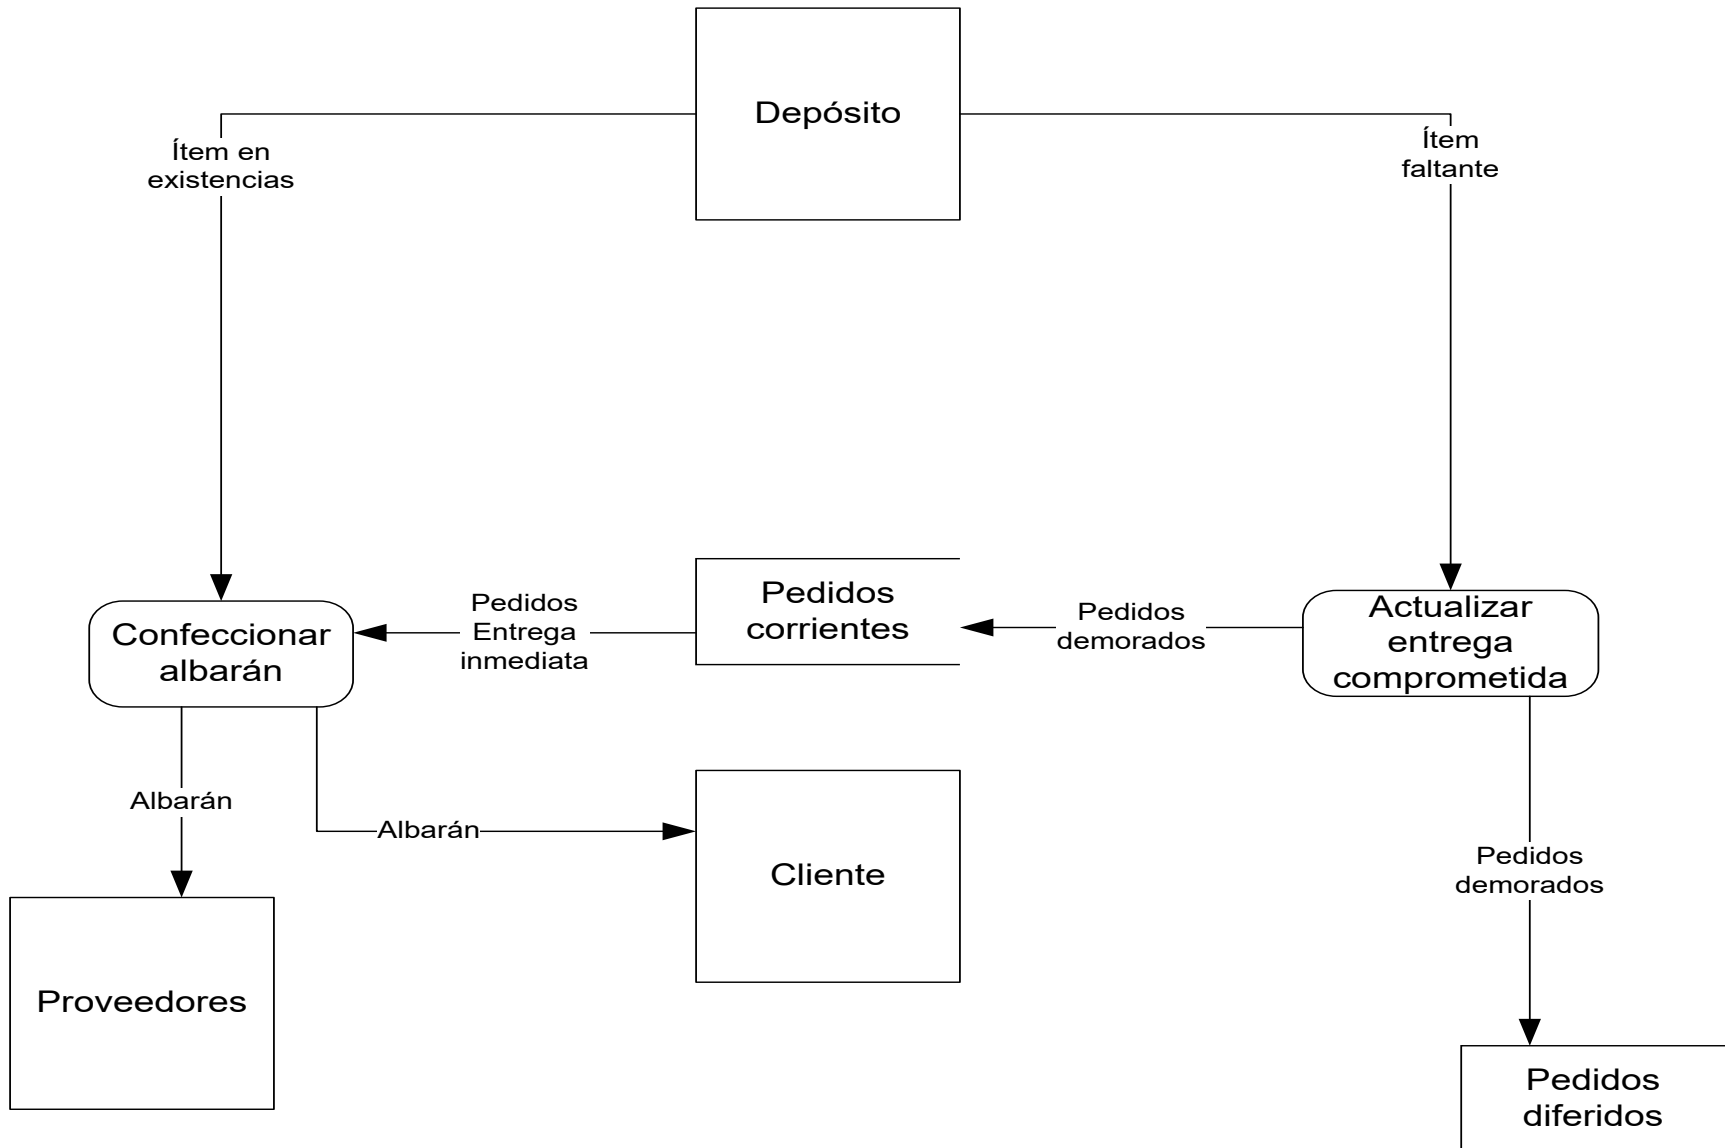 Depósito
Ítem en
existencias
Ítem
faltante
Pedidos
corrientes
Pedidos
Entrega
inmediata
Pedidos
demorados
Confeccionar
albarán
Actualizar
entrega
comprometida
Albarán
Albarán
Cliente
Pedidos
demorados
Proveedores
Pedidos
diferidos